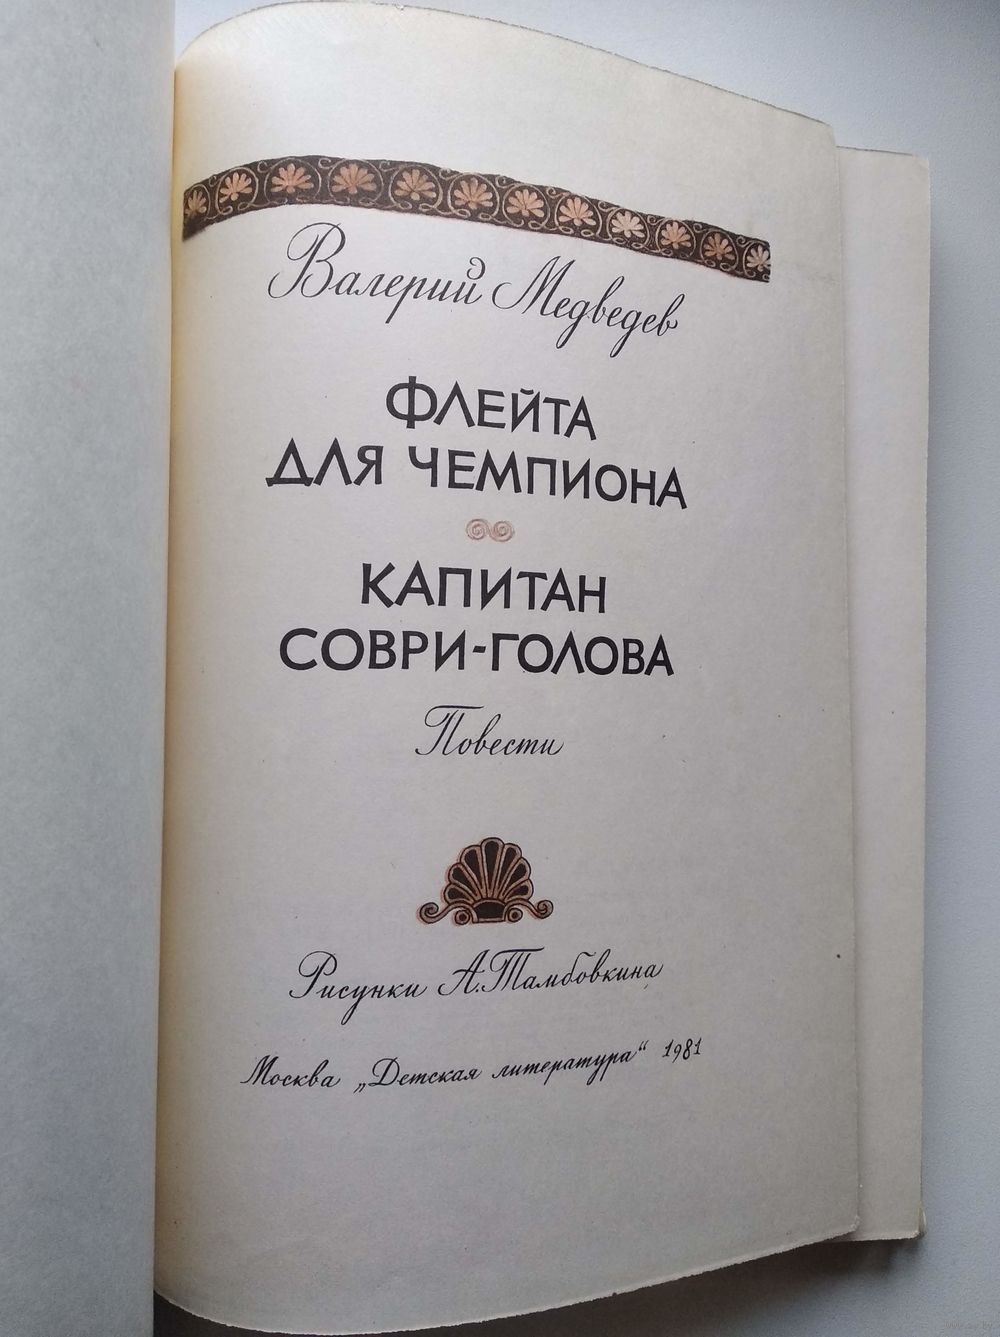 Валерий Медведев
ФЛЕЙТА
ДЛЯ ЧЕМПИОНА
КАПИТАН
СОВРИ-ГОЛОВА
Повести
Рисунки А. Тамбовкина
Москва „Детская литература“ 1981